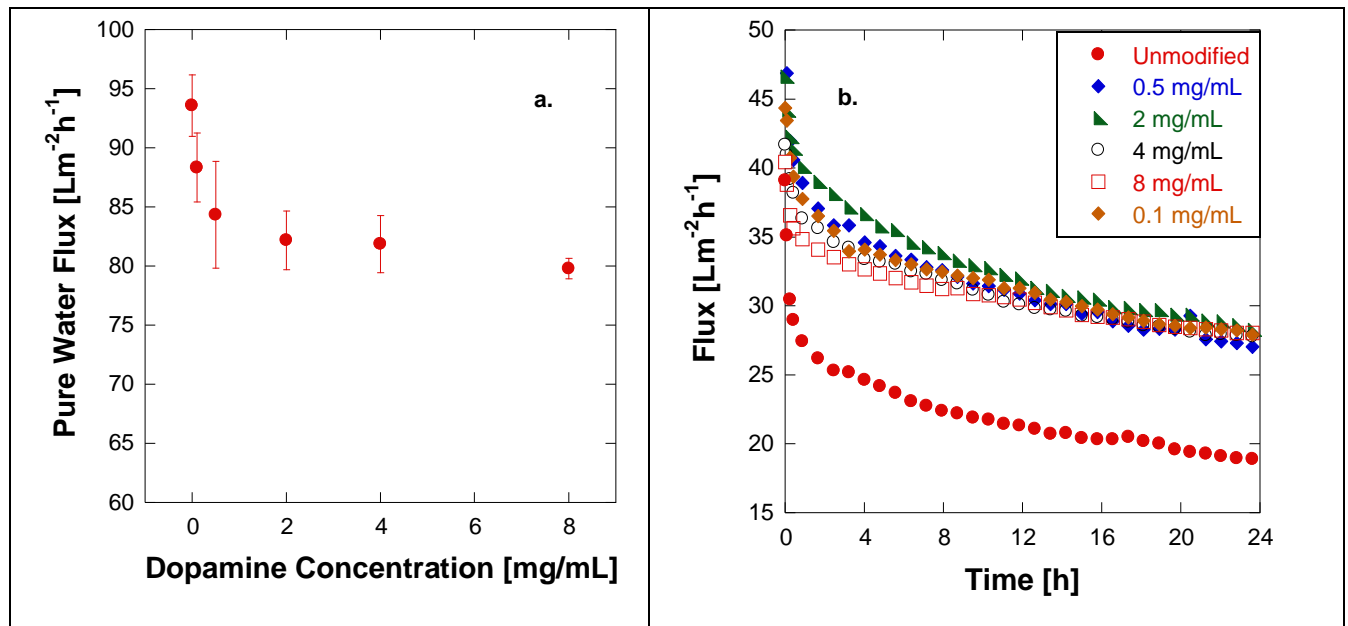 100
95
90
85
80
75
70
65
60
Pure Water Flux [Lm⁻²h⁻¹]
a.
0 2 4 6 8
Dopamine Concentration [mg/mL]
50
45
40
35
30
25
20
15
Flux [Lm⁻²h⁻¹]
b.
Unmodified
0.5 mg/mL
2 mg/mL
4 mg/mL
8 mg/mL
0.1 mg/mL
0 4 8 12 16 20 24
Time [h]